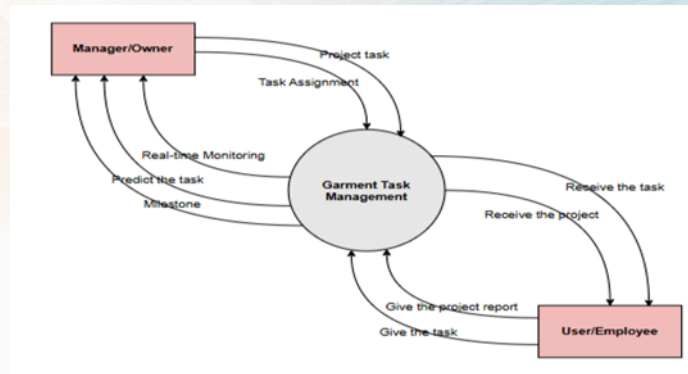 Manager/Owner
Project task
Task Assignment
Real-time Monitoring
Predict the task
Milestone
Garment Task
Management
Receive the task
Receive the project
Give the project report
Give the task
User/Employee